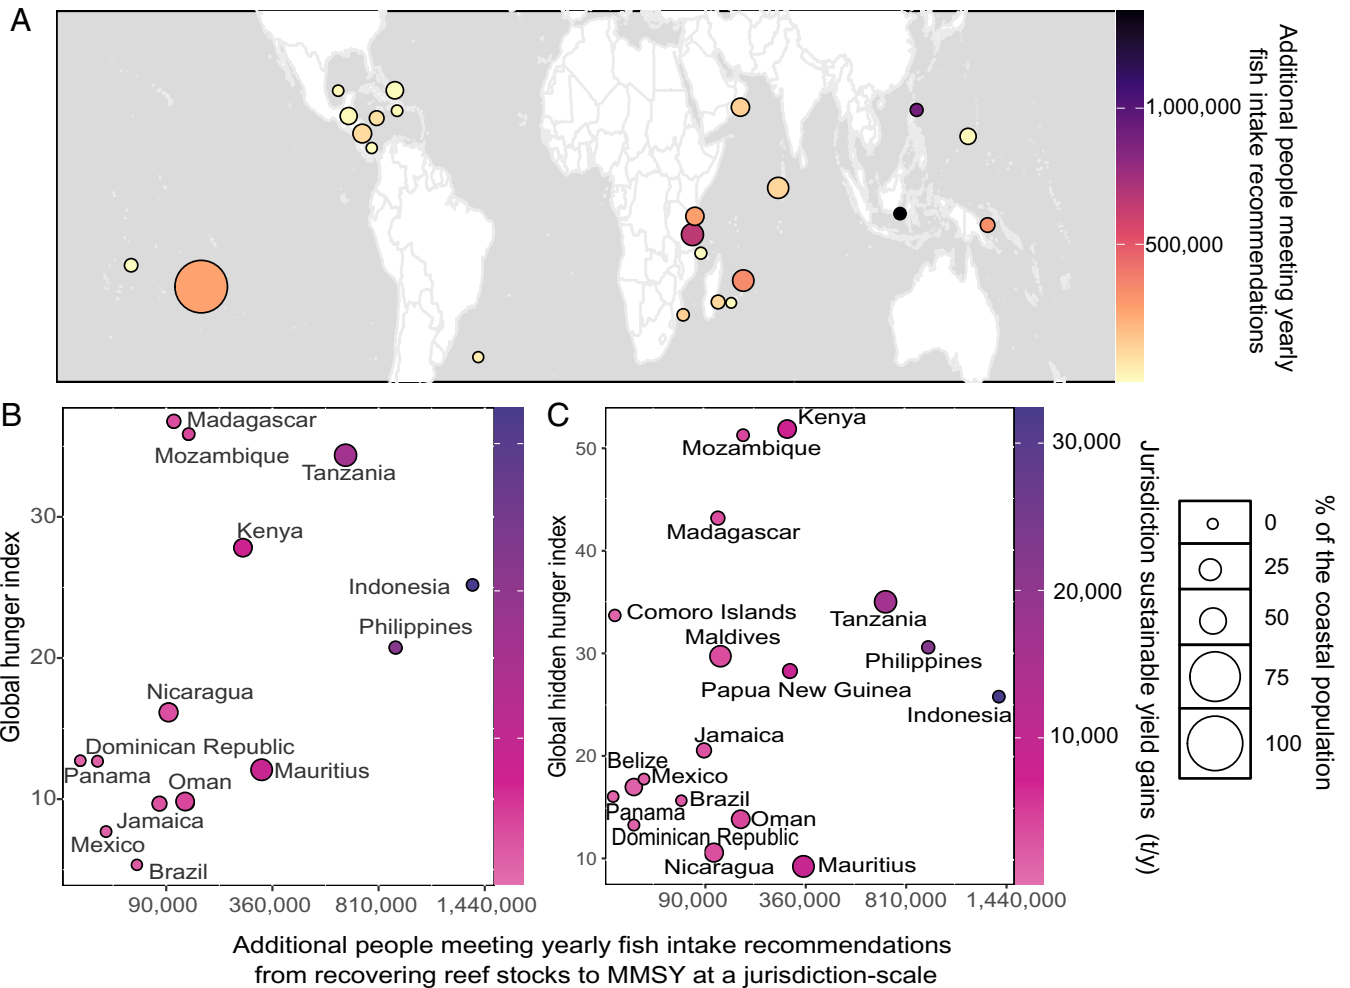 A
1,000,000
500,000
Additional people meeting yearly
fish intake recommendations
B
Madagascar
Mozambique
Tanzania
30
Kenya
Indonesia
Philippines
20
Nicaragua
Dominican Republic
Panama
Mauritius
Oman
10
Jamaica
Mexico
Brazil
Global hunger index
90,000
360,000
810,000
1,440,000
C
Kenya
50
Mozambique
Madagascar
40
Comoro Islands
Tanzania
Maldives
30
Philippines
Papua New Guinea
Indonesia
Jamaica
20
Belize
Mexico
Brazil
Panama
Oman
Dominican Republic
10
Nicaragua
Mauritius
Global hidden hunger index
90,000
360,000
810,000
1,440,000
30,000
20,000
10,000
Jurisdiction sustainable yield gains (t/y)
0
25
50
75
100
% of the coastal population
Additional people meeting yearly fish intake recommendations
from recovering reef stocks to MMSY at a jurisdiction-scale